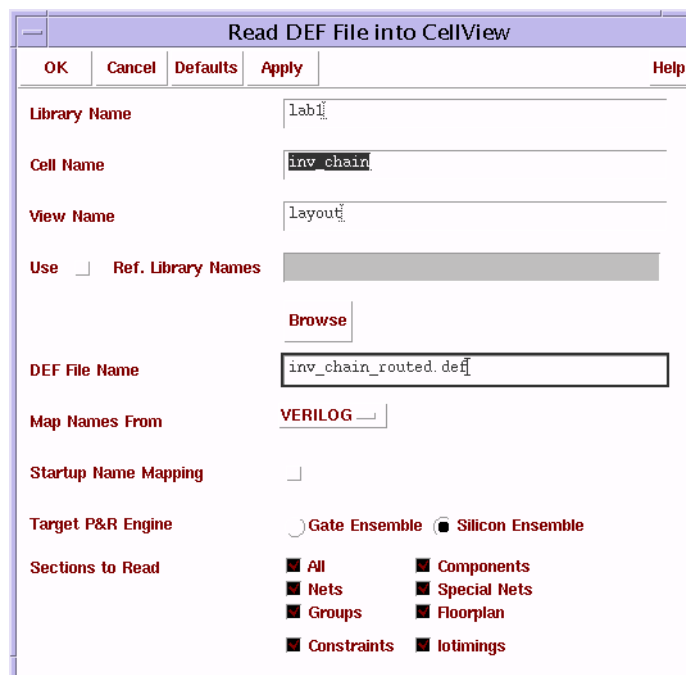 Read DEF File into CellView
OK Cancel Defaults Apply Help
Library Name lab1
Cell Name inv_chain
View Name layout
Use Ref. Library Names
Browse
DEF File Name inv_chain_routed.def
Map Names From VERILOG
Startup Name Mapping
Target P&R Engine Gate Ensemble Silicon Ensemble
Sections to Read All Components
Nets Special Nets
Groups Floorplan
Constraints Iotimings